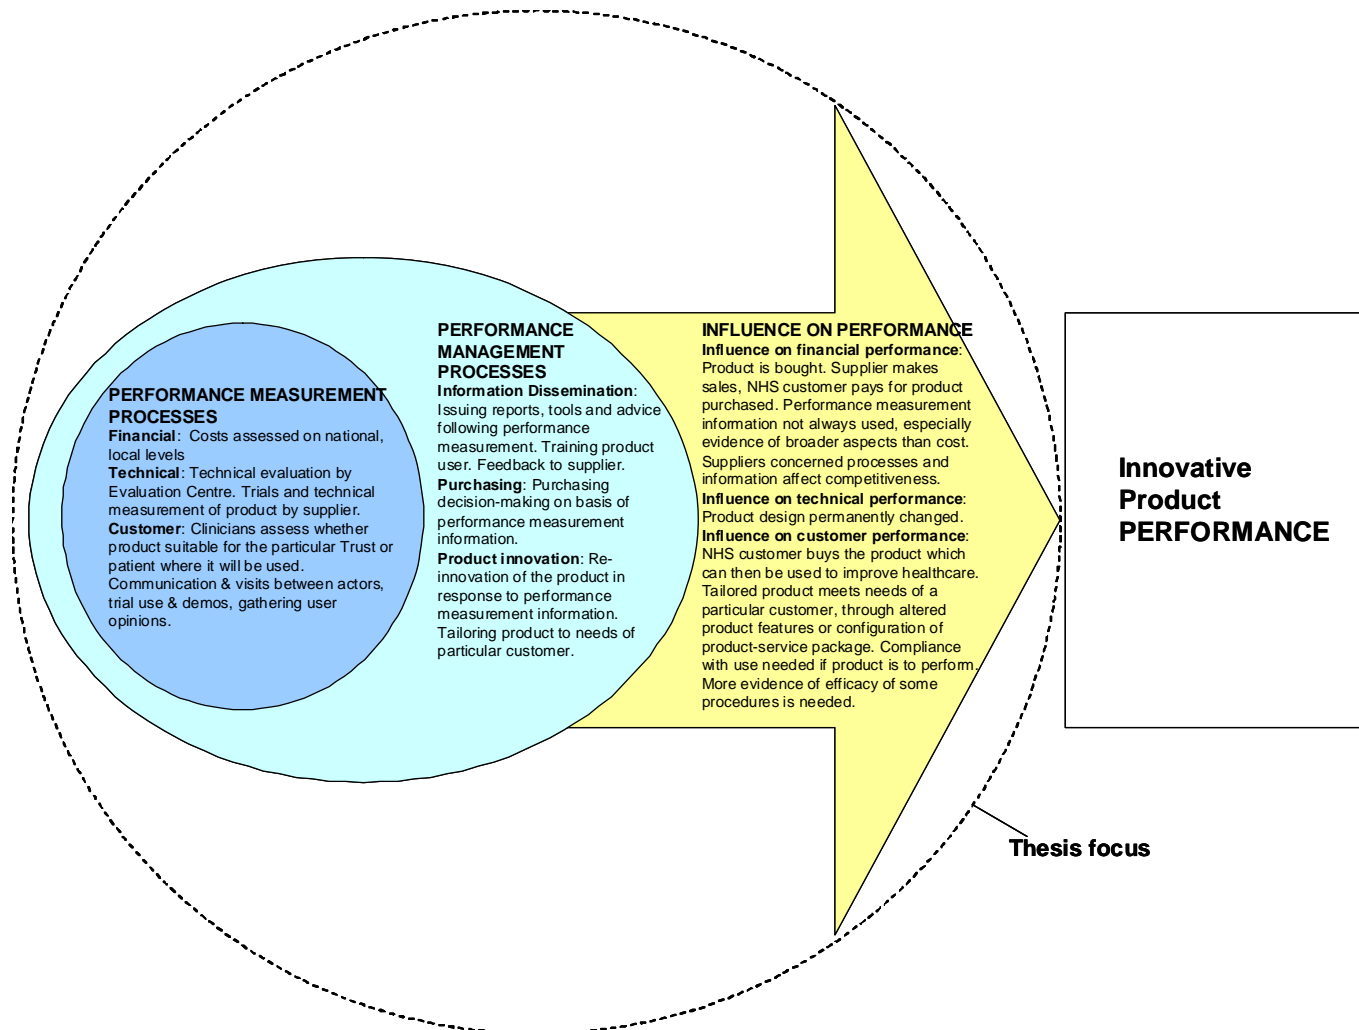 PERFORMANCE MEASUREMENT
PROCESSES
Financial:  Costs assessed on national,
local levels
Technical: Technical evaluation by
Evaluation Centre. Trials and technical
measurement of product by supplier.
Customer: Clinicians assess whether
product suitable for the particular Trust or
patient where it will be used.
Communication & visits between actors,
trial use & demos, gathering user
opinions.
PERFORMANCE
MANAGEMENT
PROCESSES
Information Dissemination:
Issuing reports, tools and advice
following performance
measurement. Training product
user. Feedback to supplier.
Purchasing: Purchasing
decision-making on basis of
performance measurement
information.
Product innovation: Re-
innovation of the product in
response to performance
measurement information.
Tailoring product to needs of
particular customer.
INFLUENCE ON PERFORMANCE
Influence on financial performance:
Product is bought. Supplier makes
sales, NHS customer pays for product
purchased. Performance measurement
information not always used, especially
evidence of broader aspects than cost.
Suppliers concerned processes and
information affect competitiveness.
Influence on technical performance:
Product design permanently changed.
Influence on customer performance:
NHS customer buys the product which
can then be used to improve healthcare.
Tailored product meets needs of a
particular customer, through altered
product features or configuration of
product-service package. Compliance
with use needed if product is to perform.
More evidence of efficacy of some
procedures is needed.
Innovative
Product
PERFORMANCE
Thesis focus